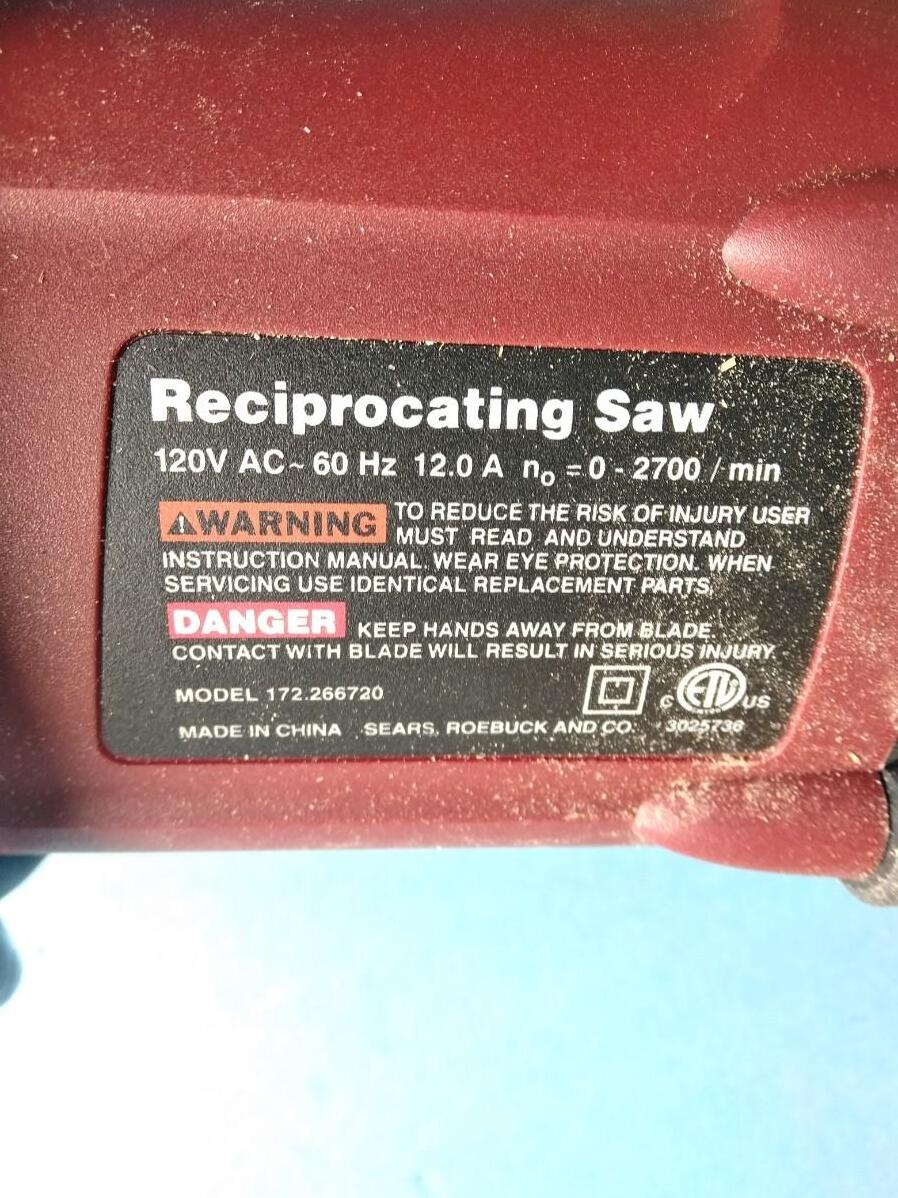 Reciprocating Saw
120V AC~ 60 Hz 12.0 A no = 0 - 2700 / min
⚠WARNING TO REDUCE THE RISK OF INJURY USER
MUST READ AND UNDERSTAND
INSTRUCTION MANUAL. WEAR EYE PROTECTION. WHEN
SERVICING USE IDENTICAL REPLACEMENT PARTS.
DANGER KEEP HANDS AWAY FROM BLADE.
CONTACT WITH BLADE WILL RESULT IN SERIOUS INJURY.
MODEL 172.266720
C ETL US
MADE IN CHINA SEARS, ROEBUCK AND CO. 3025736